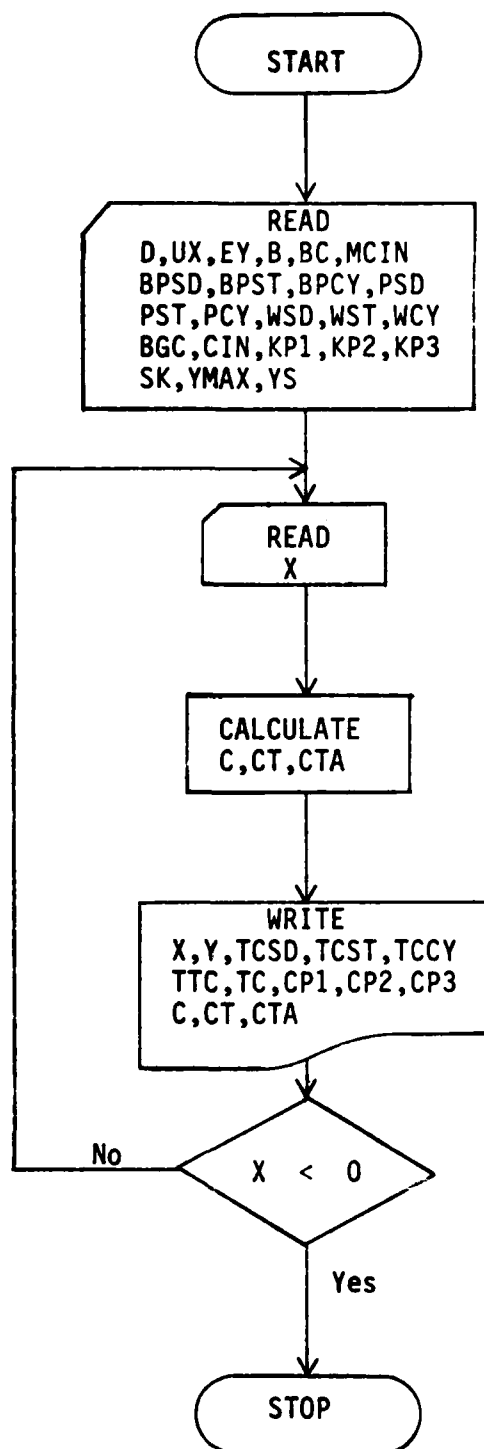 START
READ
D,UX,EY,B,BC,MCIN
BPSD,BPST,BPCY,PSD
PST,PCY,WSD,WST,WCY
BGC,CIN,KP1,KP2,KP3
SK,YMAX,YS
READ
X
CALCULATE
C,CT,CTA
WRITE
X,Y,TCSD,TCST,TCCY
TTC,TC,CP1,CP2,CP3
C,CT,CTA
No
X < 0
Yes
STOP